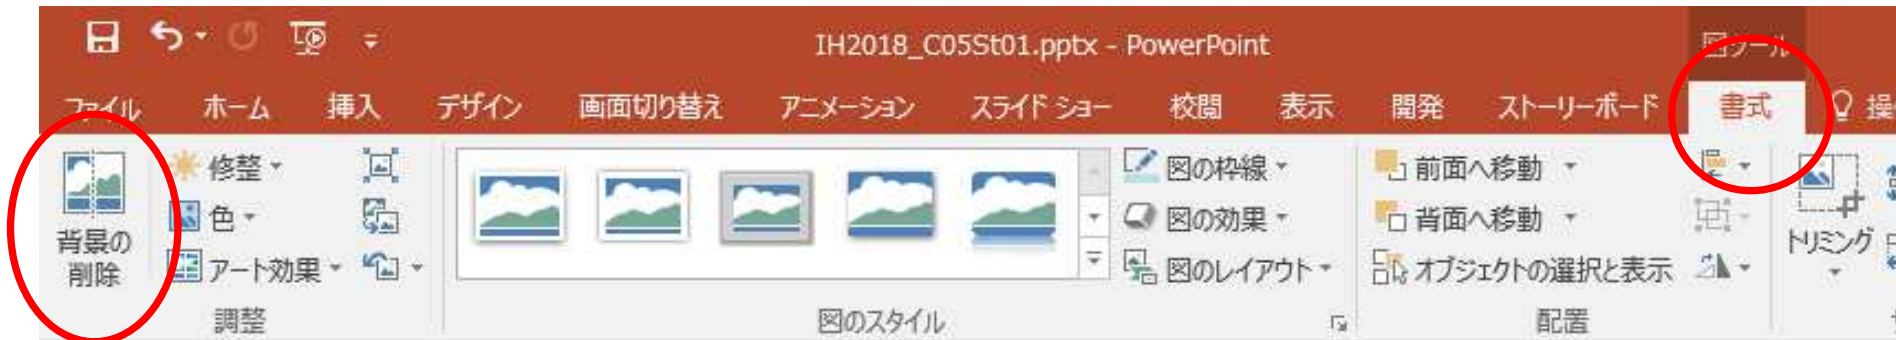 IH2018_C05St01.pptx - PowerPoint
図ツール
ファイル ホーム 挿入 デザイン 画面切り替え アニメーション スライド ショー 校閲 表示 開発 ストーリーボード 書式 操
背景の
削除
修整
色
アート効果
調整
図のスタイル
図の枠線
図の効果
図のレイアウト
前面へ移動
背面へ移動
オブジェクトの選択と表示
配置
トリミング